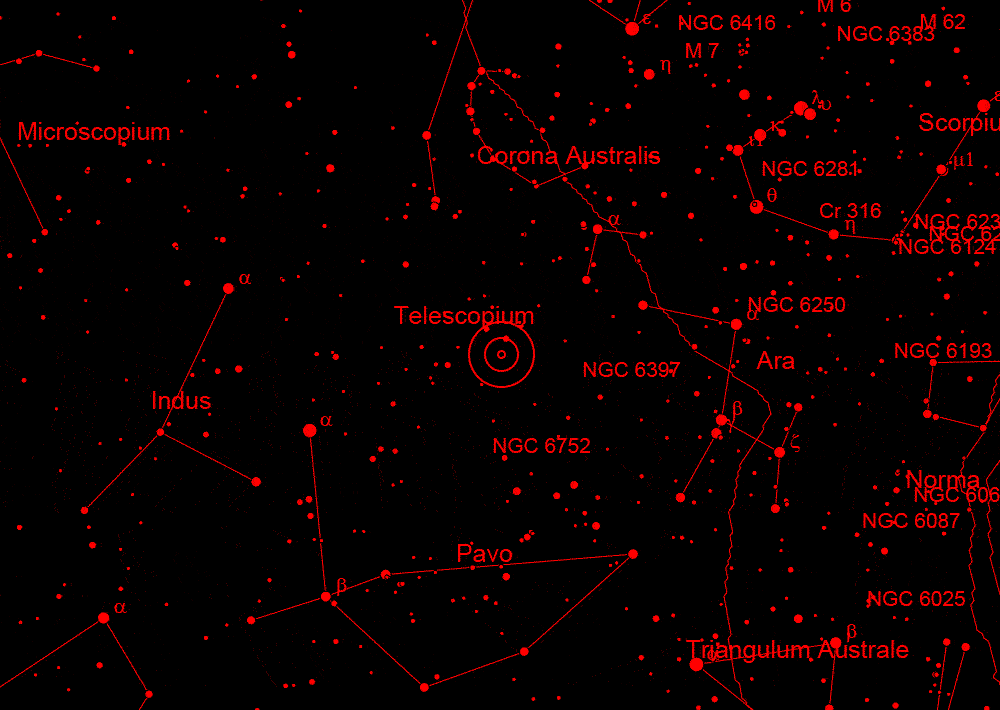 M 6
ε
NGC 6416
M 62
NGC 6383
M 7
η
λ
υ
κ
ι1
Microscopium
Corona Australis
μ1
NGC 6281
θ
Cr 316
α
η
NGC 6124
α
Telescopium
NGC 6250
α
NGC 6193
Ara
NGC 6397
Indus
β
α
ζ
NGC 6752
Norma
NGC 6087
Pavo
β
NGC 6025
α
β
Triangulum Australe